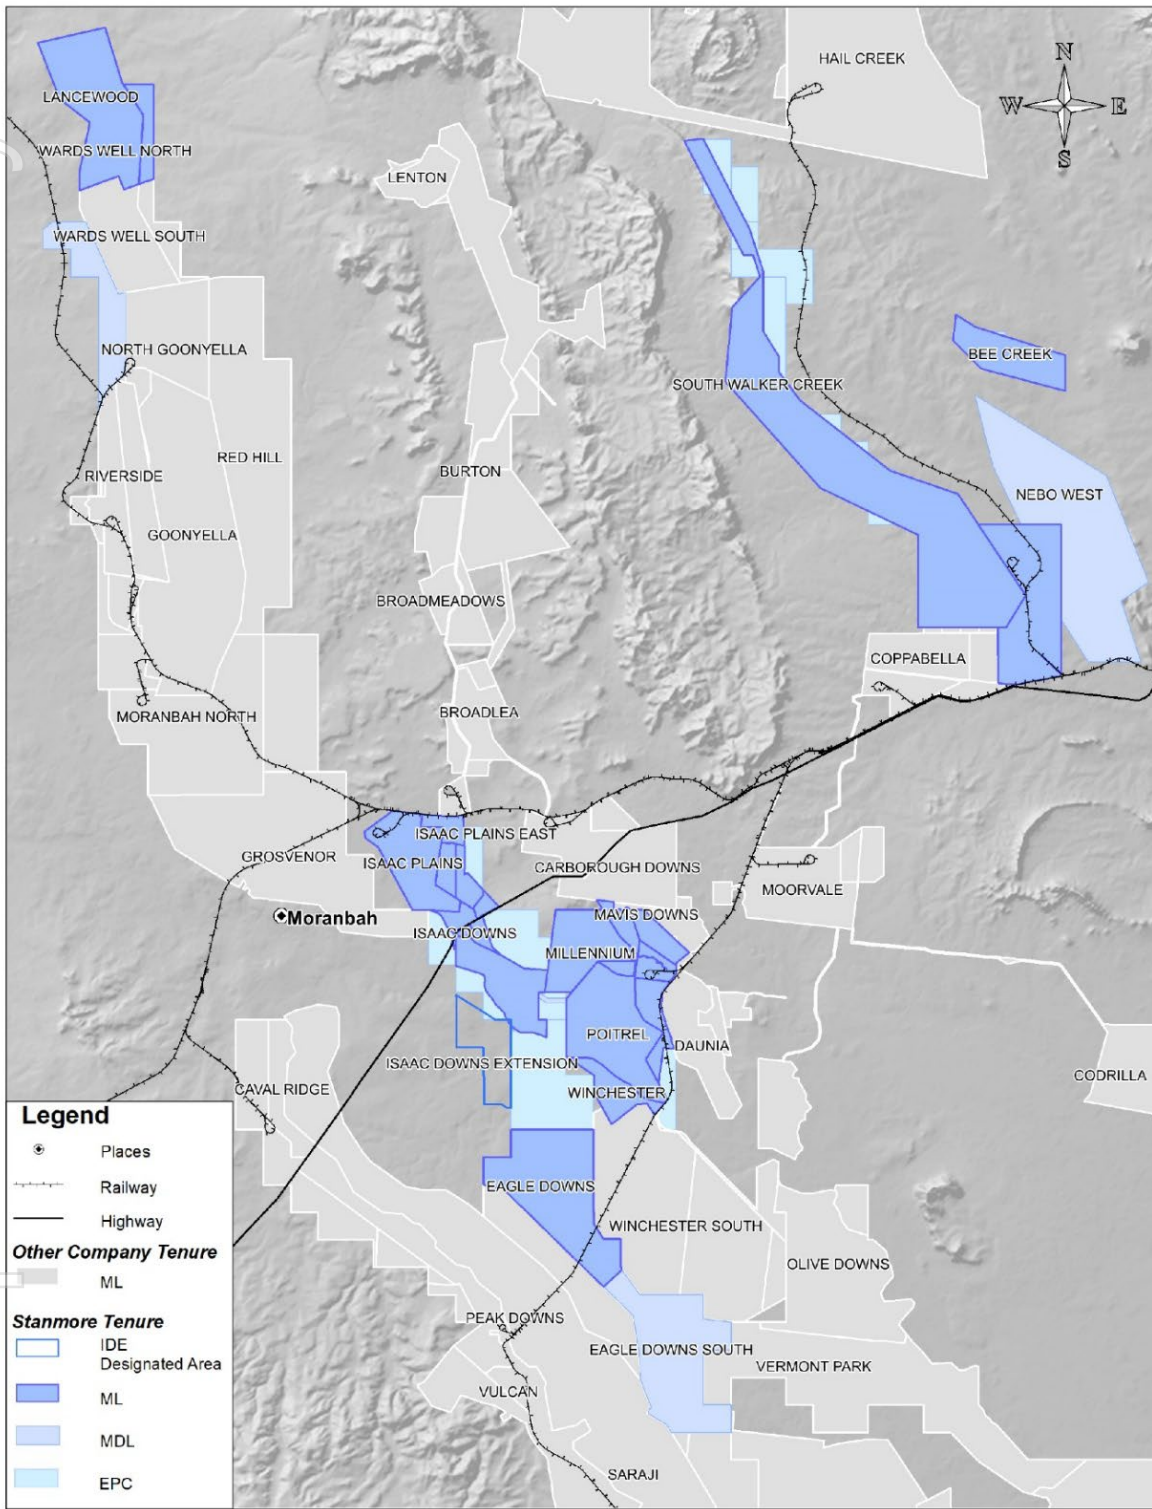 HAIL CREEK
N
W
E
S
LANCEWOOD
WARDS WELL NORTH
LENTON
WARDS WELL SOUTH
NORTH GOONYELLA
BEE CREEK
SOUTH WALKER CREEK
RED HILL
BURTON
RIVERSIDE
NEBO WEST
GOONYELLA
BROADMEADOWS
COPPABELLA
MORANBAH NORTH
BROADLEA
ISAAC PLAINS EAST
GROSVENOR
ISAAC PLAINS
CARBOROUGH DOWNS
MOORVALE
Moranbah
MAVIS DOWNS
ISAAC DOWNS
MILLENNIUM
POITREL
DAUNIA
ISAAC DOWNS EXTENSION
CODRILLA
CAVAL RIDGE
WINCHESTER
EAGLE DOWNS
WINCHESTER SOUTH
OLIVE DOWNS
PEAK DOWNS
EAGLE DOWNS SOUTH
VERMONT PARK
VULCAN
SARAJI
Legend
Places
Railway
Highway
Other Company Tenure
ML
Stanmore Tenure
IDE
Designated Area
ML
MDL
EPC